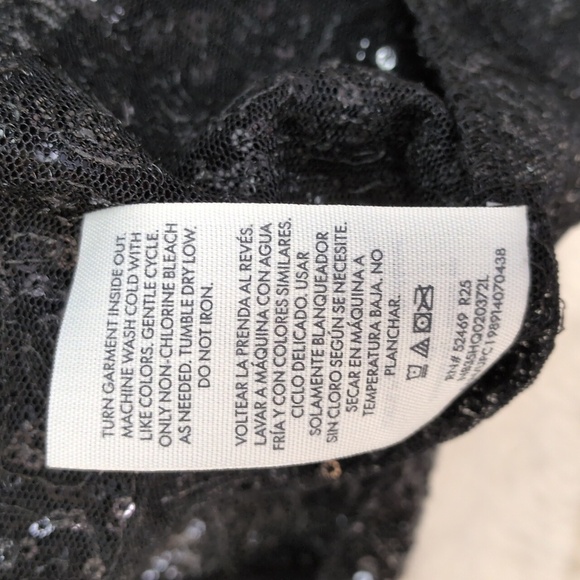 TURN GARMENT INSIDE OUT.
MACHINE WASH COLD WITH
LIKE COLORS. GENTLE CYCLE.
ONLY NON-CHLORINE BLEACH
AS NEEDED. TUMBLE DRY LOW.
DO NOT IRON.
VOLTEAR LA PRENDA AL REVÉS.
LAVAR A MÁQUINA CON AGUA
FRÍA Y CON COLORES SIMILARES.
CICLO DELICADO. USAR
SOLAMENTE BLANQUEADOR
SIN CLORO SEGÚN SE NECESITE.
SECAR EN MÁQUINA A
TEMPERATURA BAJA. NO
PLANCHAR.
RN# 52469 R25
198914070438